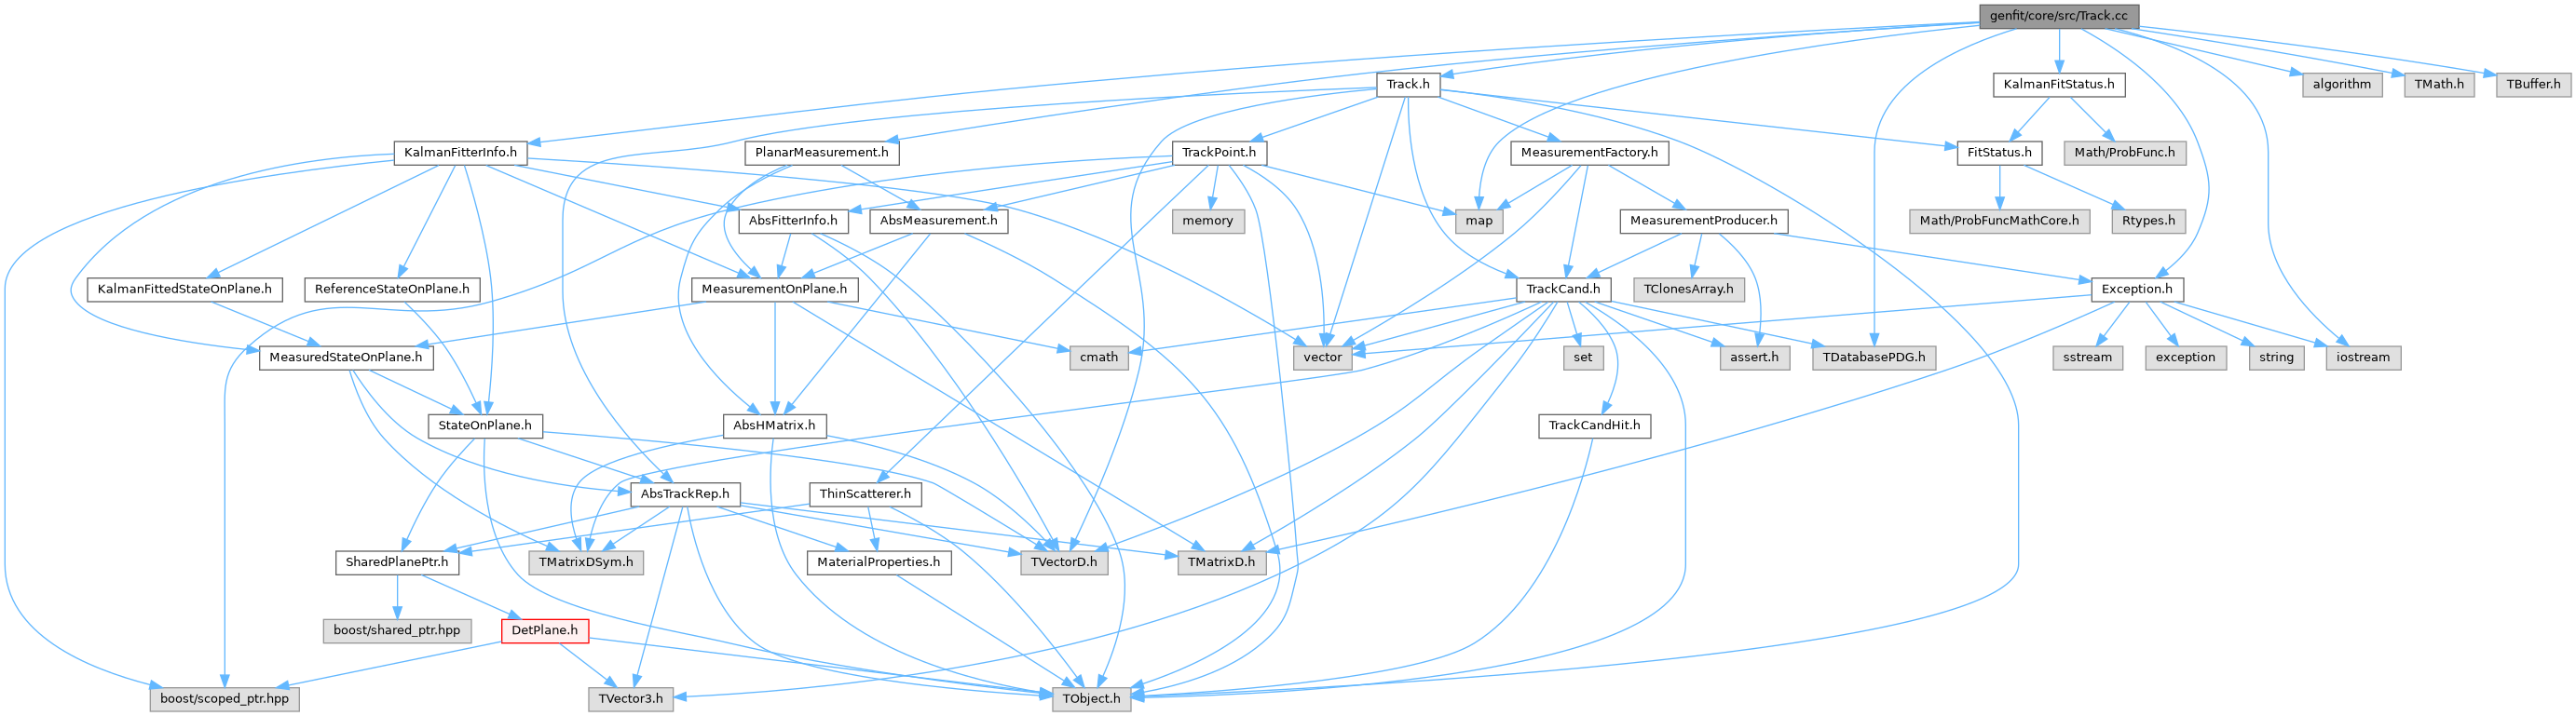 genfit/core/src/Track.cc
Track.h
KalmanFitStatus.h
algorithm
TMath.h
TBuffer.h
KalmanFitterInfo.h
PlanarMeasurement.h
TrackPoint.h
MeasurementFactory.h
FitStatus.h
Math/ProbFunc.h
AbsFitterInfo.h
AbsMeasurement.h
memory
map
MeasurementProducer.h
Math/ProbFuncMathCore.h
Rtypes.h
KalmanFittedStateOnPlane.h
ReferenceStateOnPlane.h
MeasurementOnPlane.h
TrackCand.h
TClonesArray.h
Exception.h
MeasuredStateOnPlane.h
cmath
vector
set
assert.h
TDatabasePDG.h
sstream
exception
string
iostream
StateOnPlane.h
AbsHMatrix.h
TrackCandHit.h
AbsTrackRep.h
ThinScatterer.h
SharedPlanePtr.h
TMatrixDSym.h
MaterialProperties.h
TVectorD.h
TMatrixD.h
boost/shared_ptr.hpp
DetPlane.h
boost/scoped_ptr.hpp
TVector3.h
TObject.h